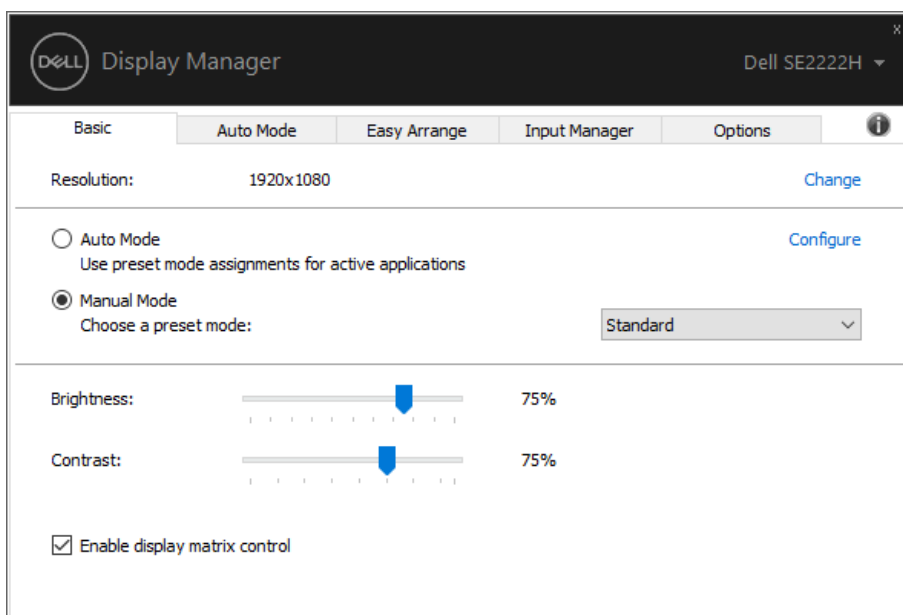 x
DELL Display Manager Dell SE2222H
Basic Auto Mode Easy Arrange Input Manager Options i
Resolution: 1920x1080 Change
Auto Mode Configure
Use preset mode assignments for active applications
Manual Mode
Choose a preset mode: Standard
Brightness: 75%
Contrast: 75%
Enable display matrix control